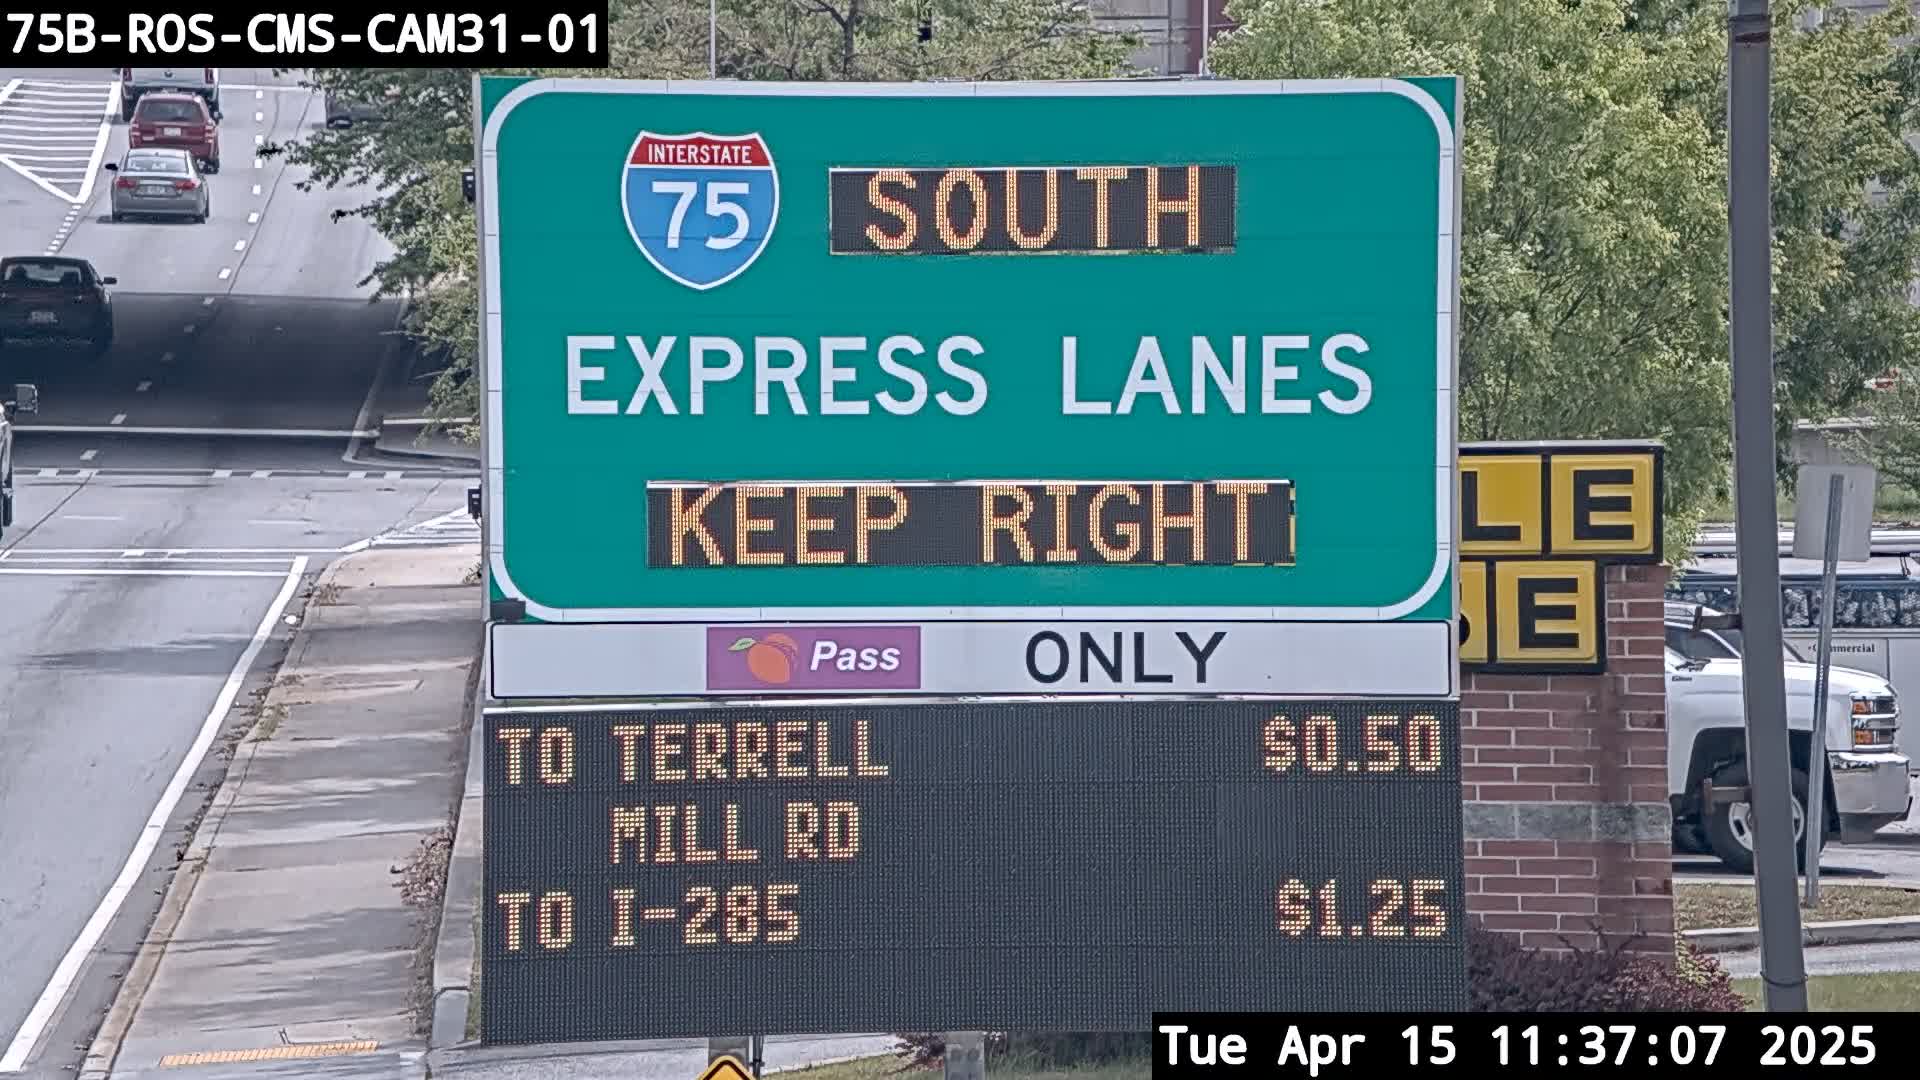 75B-ROS-CMS-CAM31-01
INTERSTATE
75
SOUTH
EXPRESS LANES
KEEP RIGHT
Pass ONLY
TO TERRELL $0.50
MILL RD
TO I-285 $1.25
LE
E
Tue Apr 15 11:37:07 2025